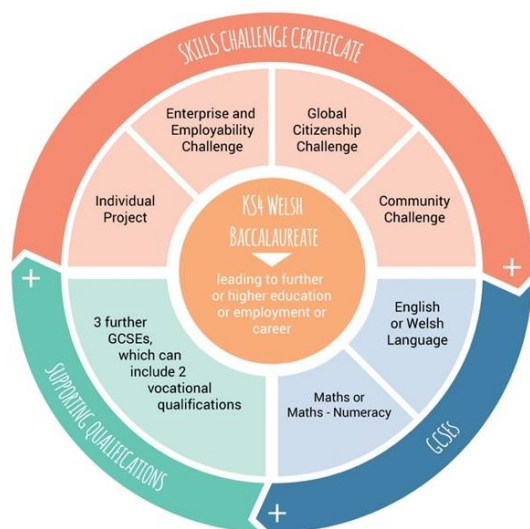 SKILLS CHALLENGE CERTIFICATE
Enterprise and
Employability
Challenge
Global
Citizenship
Challenge
Individual
Project
Community
Challenge
KS4 WELSH
BACCALAUREATE
leading to further
or higher education
or employment or
career
English
or Welsh
Language
3 further
GCSEs,
which can
include 2
vocational
qualifications
Maths or
Maths - Numeracy
SUPPORTING QUALIFICATIONS
GCSES
+
+
+